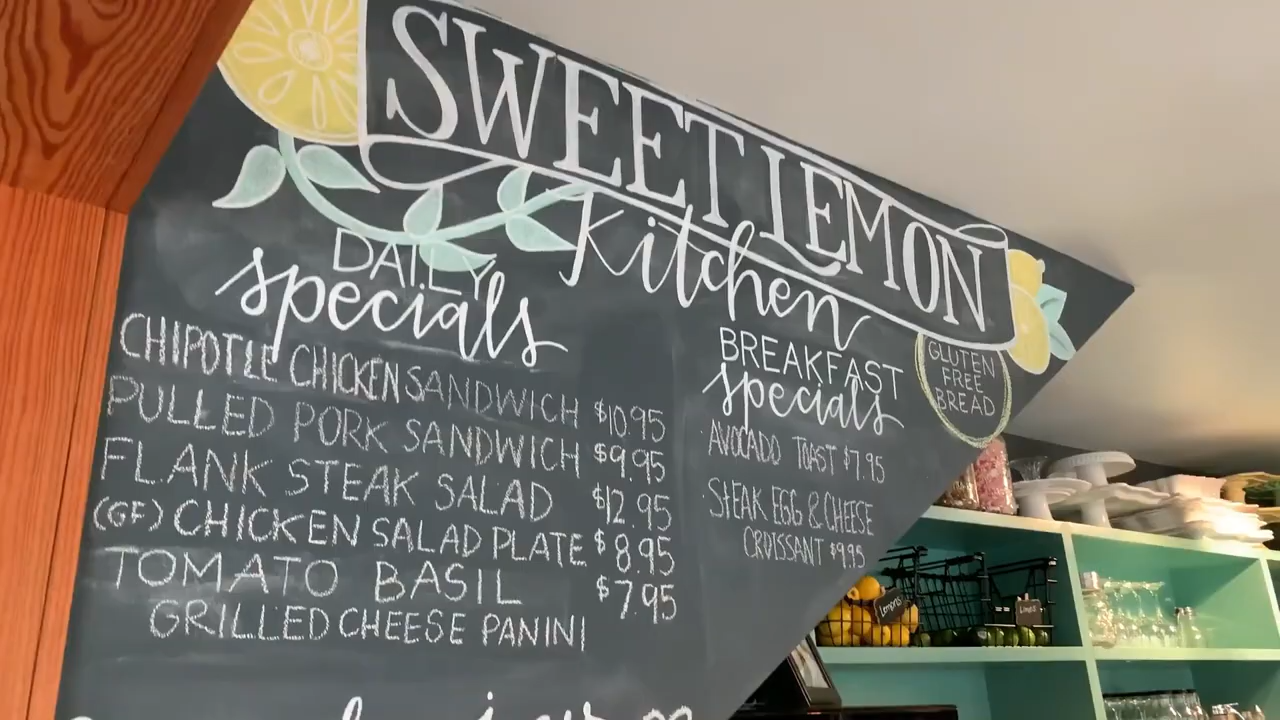 SWEET LEMON
Kitchen
DAILY
specials
CHIPOTLE CHICKEN SANDWICH $10.95
PULLED PORK SANDWICH $9.95
FLANK STEAK SALAD $12.95
(GF) CHICKEN SALAD PLATE $8.95
TOMATO BASIL $7.95
GRILLED CHEESE PANINI
BREAKFAST
specials
AVOCADO TOAST $7.95
STEAK EGG & CHEESE
CROISSANT $9.95
GLUTEN
FREE
BREAD
Lemons
Limes